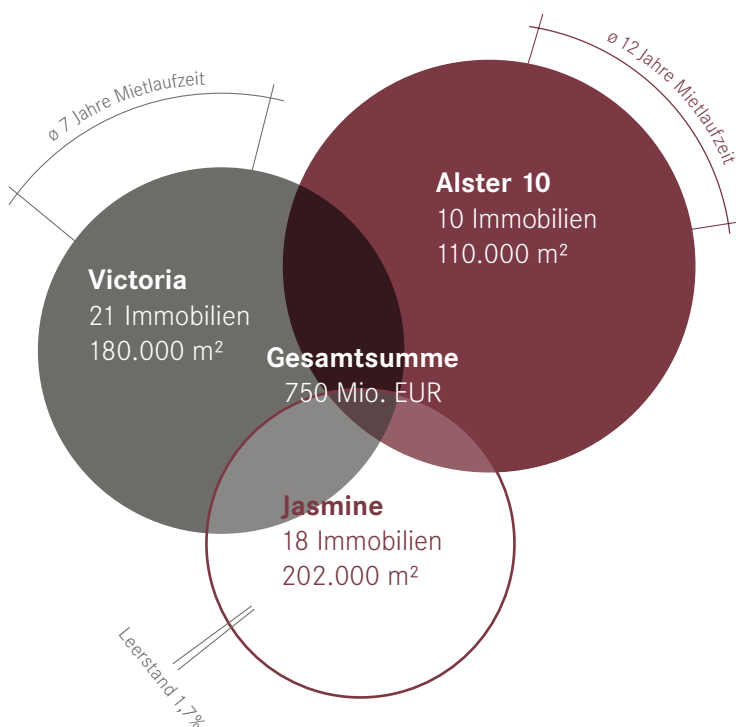 ø 7 Jahre Mietlaufzeit
ø 12 Jahre Mietlaufzeit
Alster 10
10 Immobilien
110.000 m²
Victoria
21 Immobilien
180.000 m²
Gesamtsumme
750 Mio. EUR
Jasmine
18 Immobilien
202.000 m²
Leerstand 1,7%